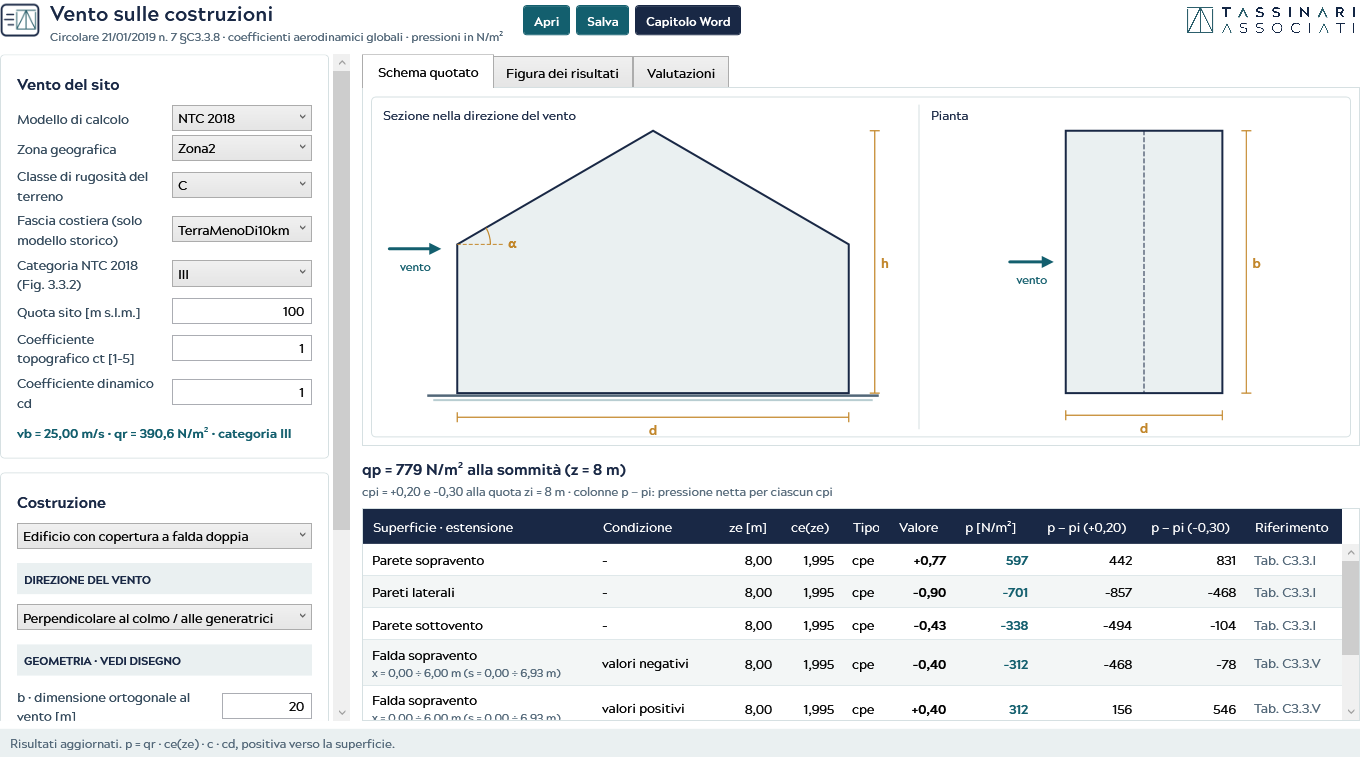 Vento sulle costruzioni
Circolare 21/01/2019 n. 7 §C3.3.8 · coefficienti aerodinamici globali · pressioni in N/m²
Apri
Salva
Capitolo Word
TASSINARI
ASSOCIATI
Vento del sito
Modello di calcolo
NTC 2018
Zona geografica
Zona2
Classe di rugosità del
terreno
C
Fascia costiera (solo
modello storico)
TerraMenoDi10km
Categoria NTC 2018
(Fig. 3.3.2)
III
Quota sito [m s.l.m.]
100
Coefficiente
topografico ct [1-5]
1
Coefficiente dinamico
cd
1
vb = 25,00 m/s · qr = 390,6 N/m² · categoria III
Costruzione
Edificio con copertura a falda doppia
DIREZIONE DEL VENTO
Perpendicolare al colmo / alle generatrici
GEOMETRIA · VEDI DISEGNO
b · dimensione ortogonale al
vento [m]
20
Schema quotato
Figura dei risultati
Valutazioni
Sezione nella direzione del vento
α
vento
h
d
Pianta
vento
b
d
qp = 779 N/m² alla sommità (z = 8 m)
cpi = +0,20 e -0,30 alla quota zi = 8 m · colonne p − pi: pressione netta per ciascun cpi
Superficie · estensione Condizione ze [m] ce(ze) Tipo Valore p [N/m²] p − pi (+0,20) p − pi (-0,30) Riferimento
Parete sopravento - 8,00 1,995 cpe +0,77 597 442 831 Tab. C3.3.I
Pareti laterali - 8,00 1,995 cpe -0,90 -701 -857 -468 Tab. C3.3.I
Parete sottovento - 8,00 1,995 cpe -0,43 -338 -494 -104 Tab. C3.3.I
Falda sopravento valori negativi 8,00 1,995 cpe -0,40 -312 -468 -78 Tab. C3.3.V
x = 0,00 ÷ 6,00 m (s = 0,00 ÷ 6,93 m)
Falda sopravento valori positivi 8,00 1,995 cpe +0,40 312 156 546 Tab. C3.3.V
x = 0,00 ÷ 6,00 m (s = 0,00 ÷ 6,93 m)
Risultati aggiornati. p = qr · ce(ze) · c · cd, positiva verso la superficie.